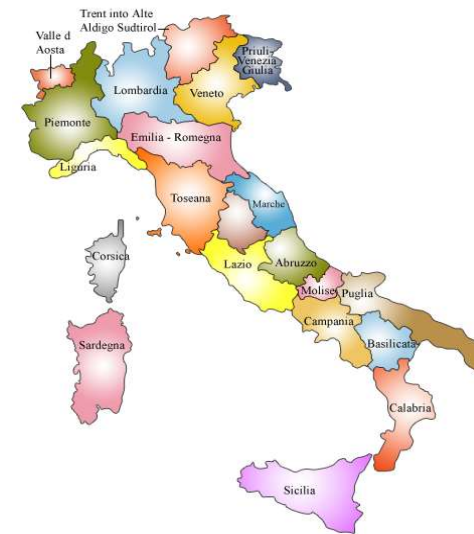 Trent into Alte
Aldigo Sudtirol
Valle d
Aosta
Priuli-
Venezia
Giulia
Lombardia
Veneto
Piemonte
Emilia - Romegna
Liguria
Toseana
Marche
Corsica
Lazio
Abruzzo
Molise
Puglia
Campania
Sardegna
Basilicata
Calabria
Sicilia